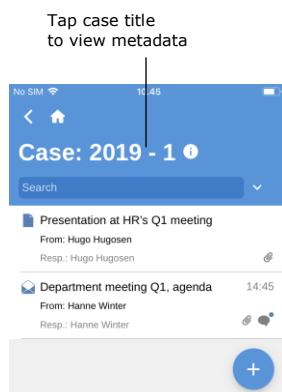 Tap case title
to view metadata
No SIM 10.45
Case: 2019 - 1
Search
Presentation at HR's Q1 meeting
From: Hugo Hugosen
Resp.: Hugo Hugosen
Department meeting Q1, agenda 14:45
From: Hanne Winter
Resp.: Hanne Winter